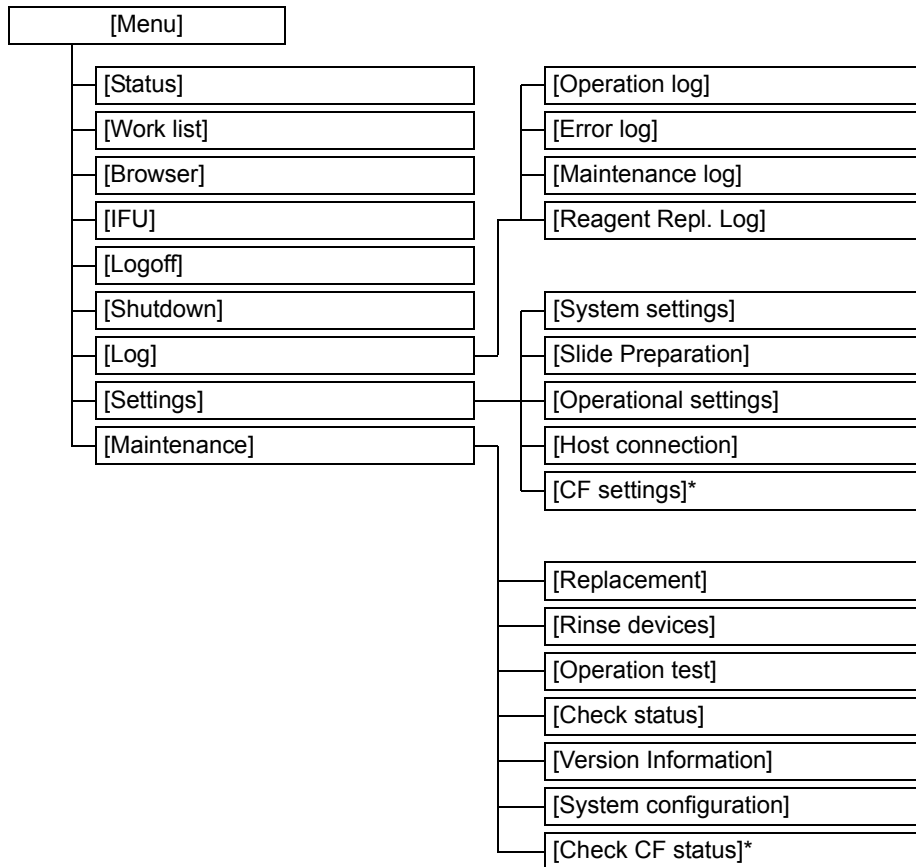 [Menu]
[Status]
[Work list]
[Browser]
[IFU]
[Logoff]
[Shutdown]
[Log]
[Settings]
[Maintenance]
[Operation log]
[Error log]
[Maintenance log]
[Reagent Repl. Log]
[System settings]
[Slide Preparation]
[Operational settings]
[Host connection]
[CF settings]*
[Replacement]
[Rinse devices]
[Operation test]
[Check status]
[Version Information]
[System configuration]
[Check CF status]*